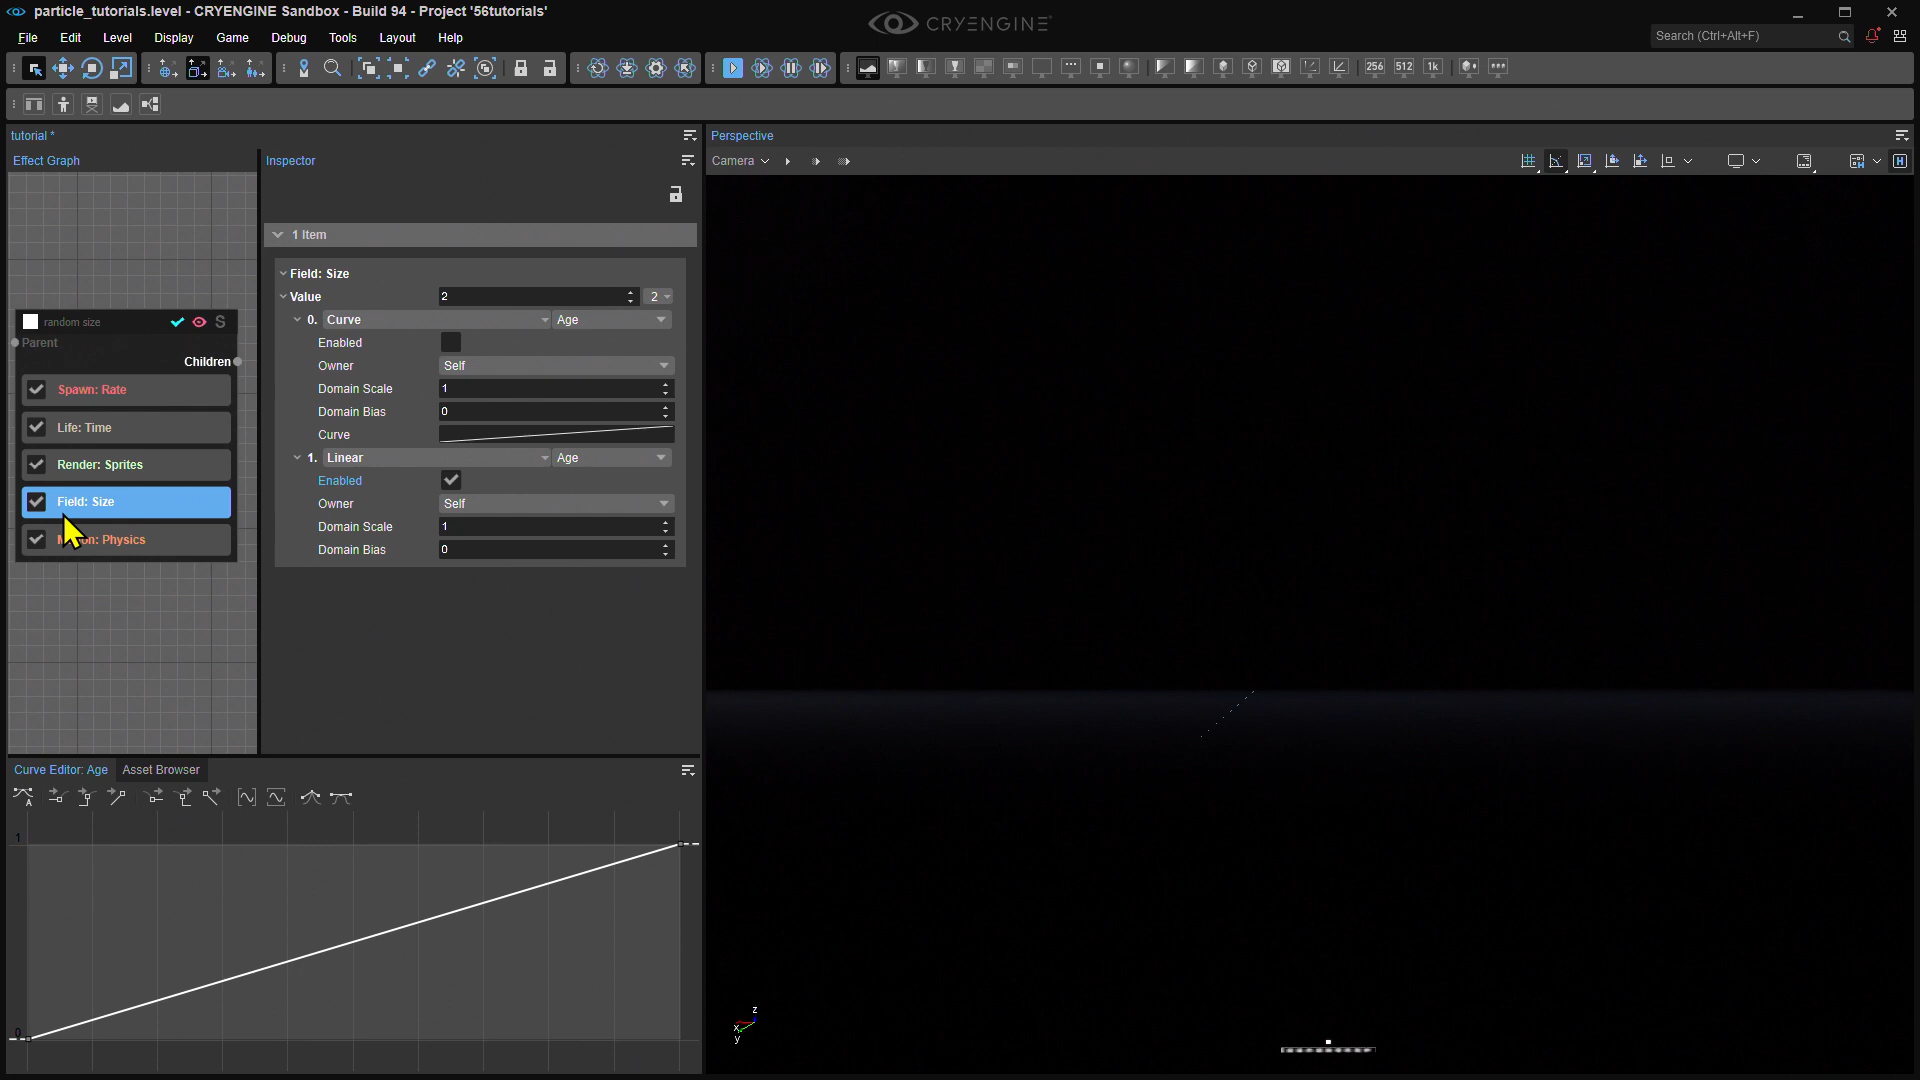 particle_tutorials.level - CRYENGINE Sandbox - Build 94 - Project '56tutorials'
CRYENGINE
File Edit Level Display Game Debug Tools Layout Help
Search (Ctrl+Alt+F)
256 512 1k
tutorial *
Perspective
Effect Graph
Inspector
Camera
1 Item
Field: Size
Value 2 2
random size S
0. Curve Age
Parent
Enabled
Children
Owner Self
Spawn: Rate
Domain Scale 1
Domain Bias 0
Life: Time
Curve
1. Linear Age
Render: Sprites
Enabled
Field: Size
Owner Self
Domain Scale 1
on: Physics
Domain Bias 0
Curve Editor: Age Asset Browser
1
0
z
x
y